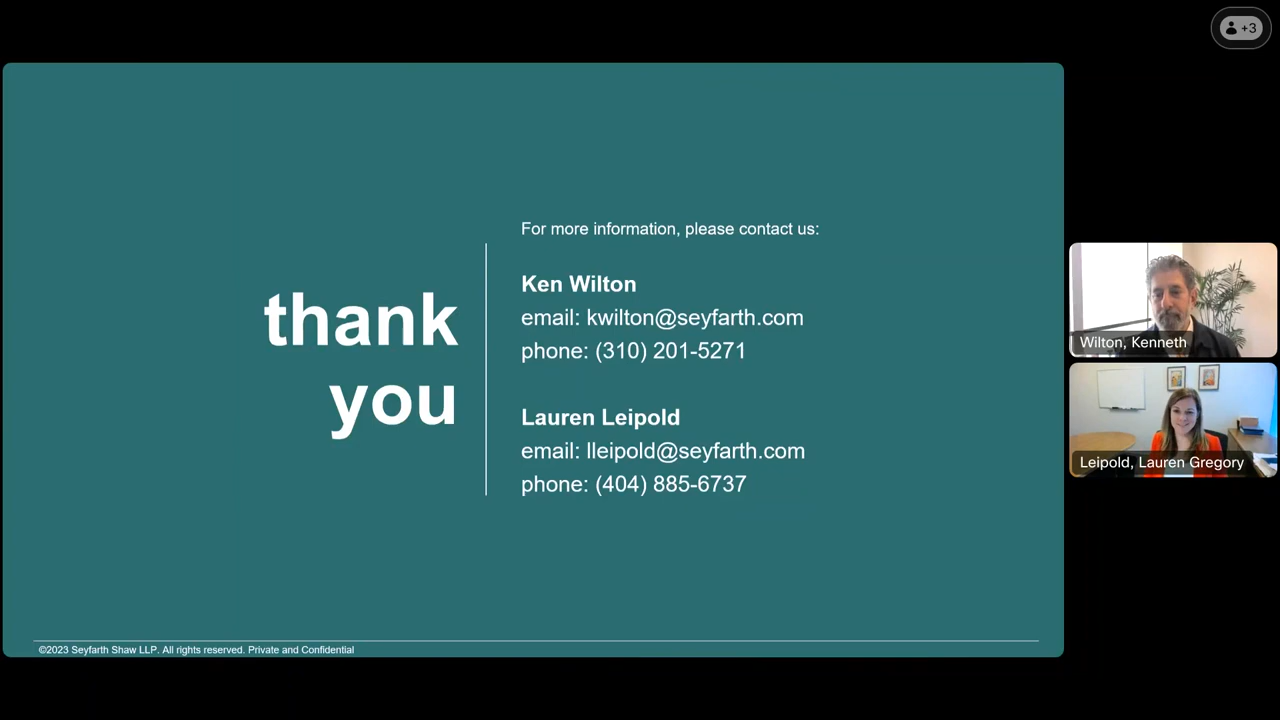 +3
thank
you
For more information, please contact us:
Ken Wilton
email: kwilton@seyfarth.com
phone: (310) 201-5271
Lauren Leipold
email: lleipold@seyfarth.com
phone: (404) 885-6737
©2023 Seyfarth Shaw LLP. All rights reserved. Private and Confidential
Wilton, Kenneth
Leipold, Lauren Gregory